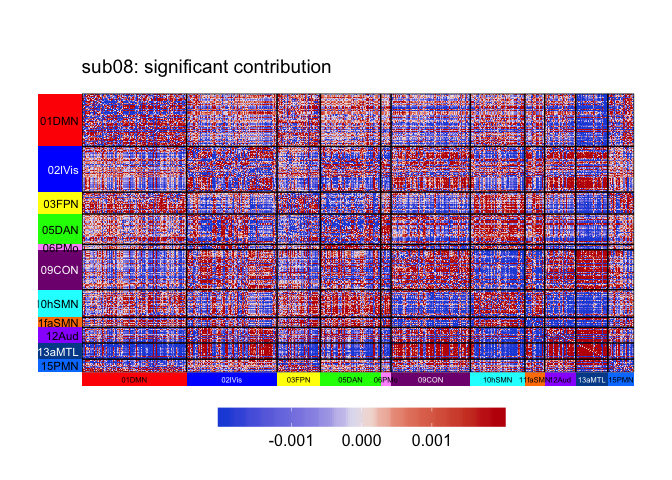 sub08: significant contribution
01DMN
02lVis
03FPN
05DAN
06PMo
09CON
10hSMN
1faSMN
12Aud
13aMTL
15PMN
01DMN 02lVis 03FPN 05DAN 06PMo 09CON 10hSMN 11faSMN 12Aud 13aMTL 15PMN
-0.001 0.000 0.001